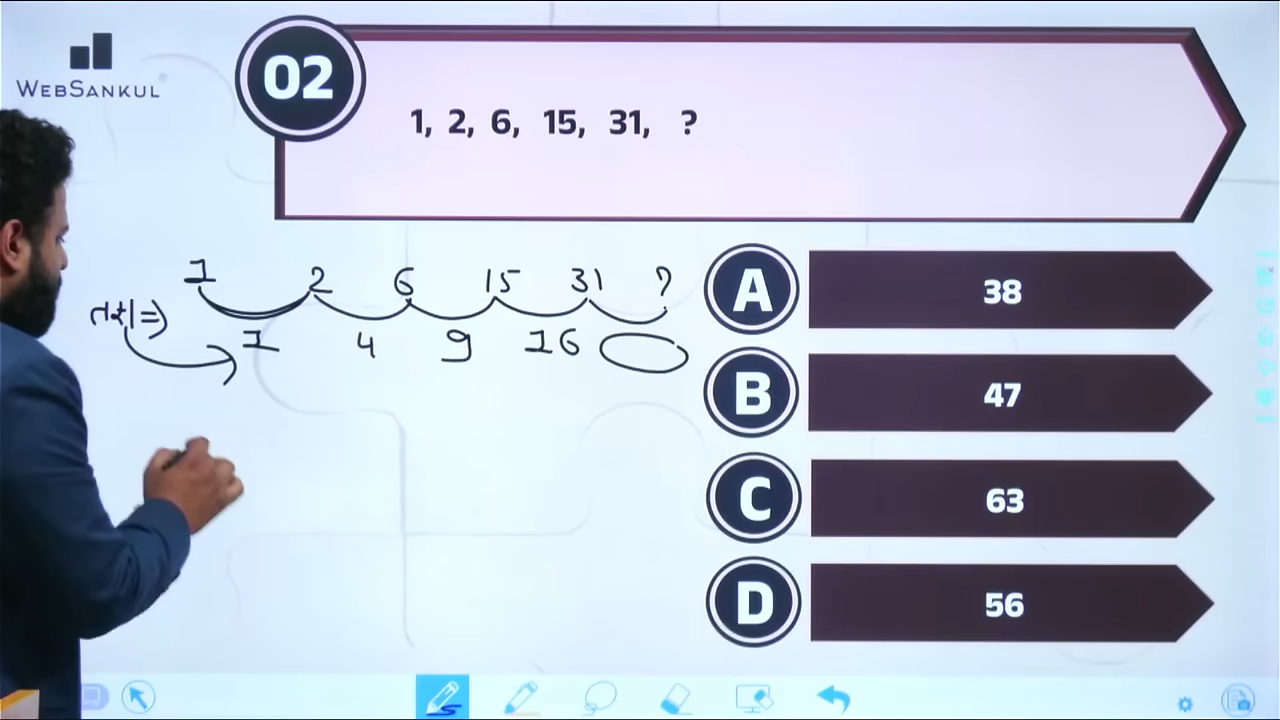 WEBSANKUL
02
1, 2, 6, 15, 31, ?
1 2 6 15 31 ?
1 4 9 16
A 38
B 47
C 63
D 56